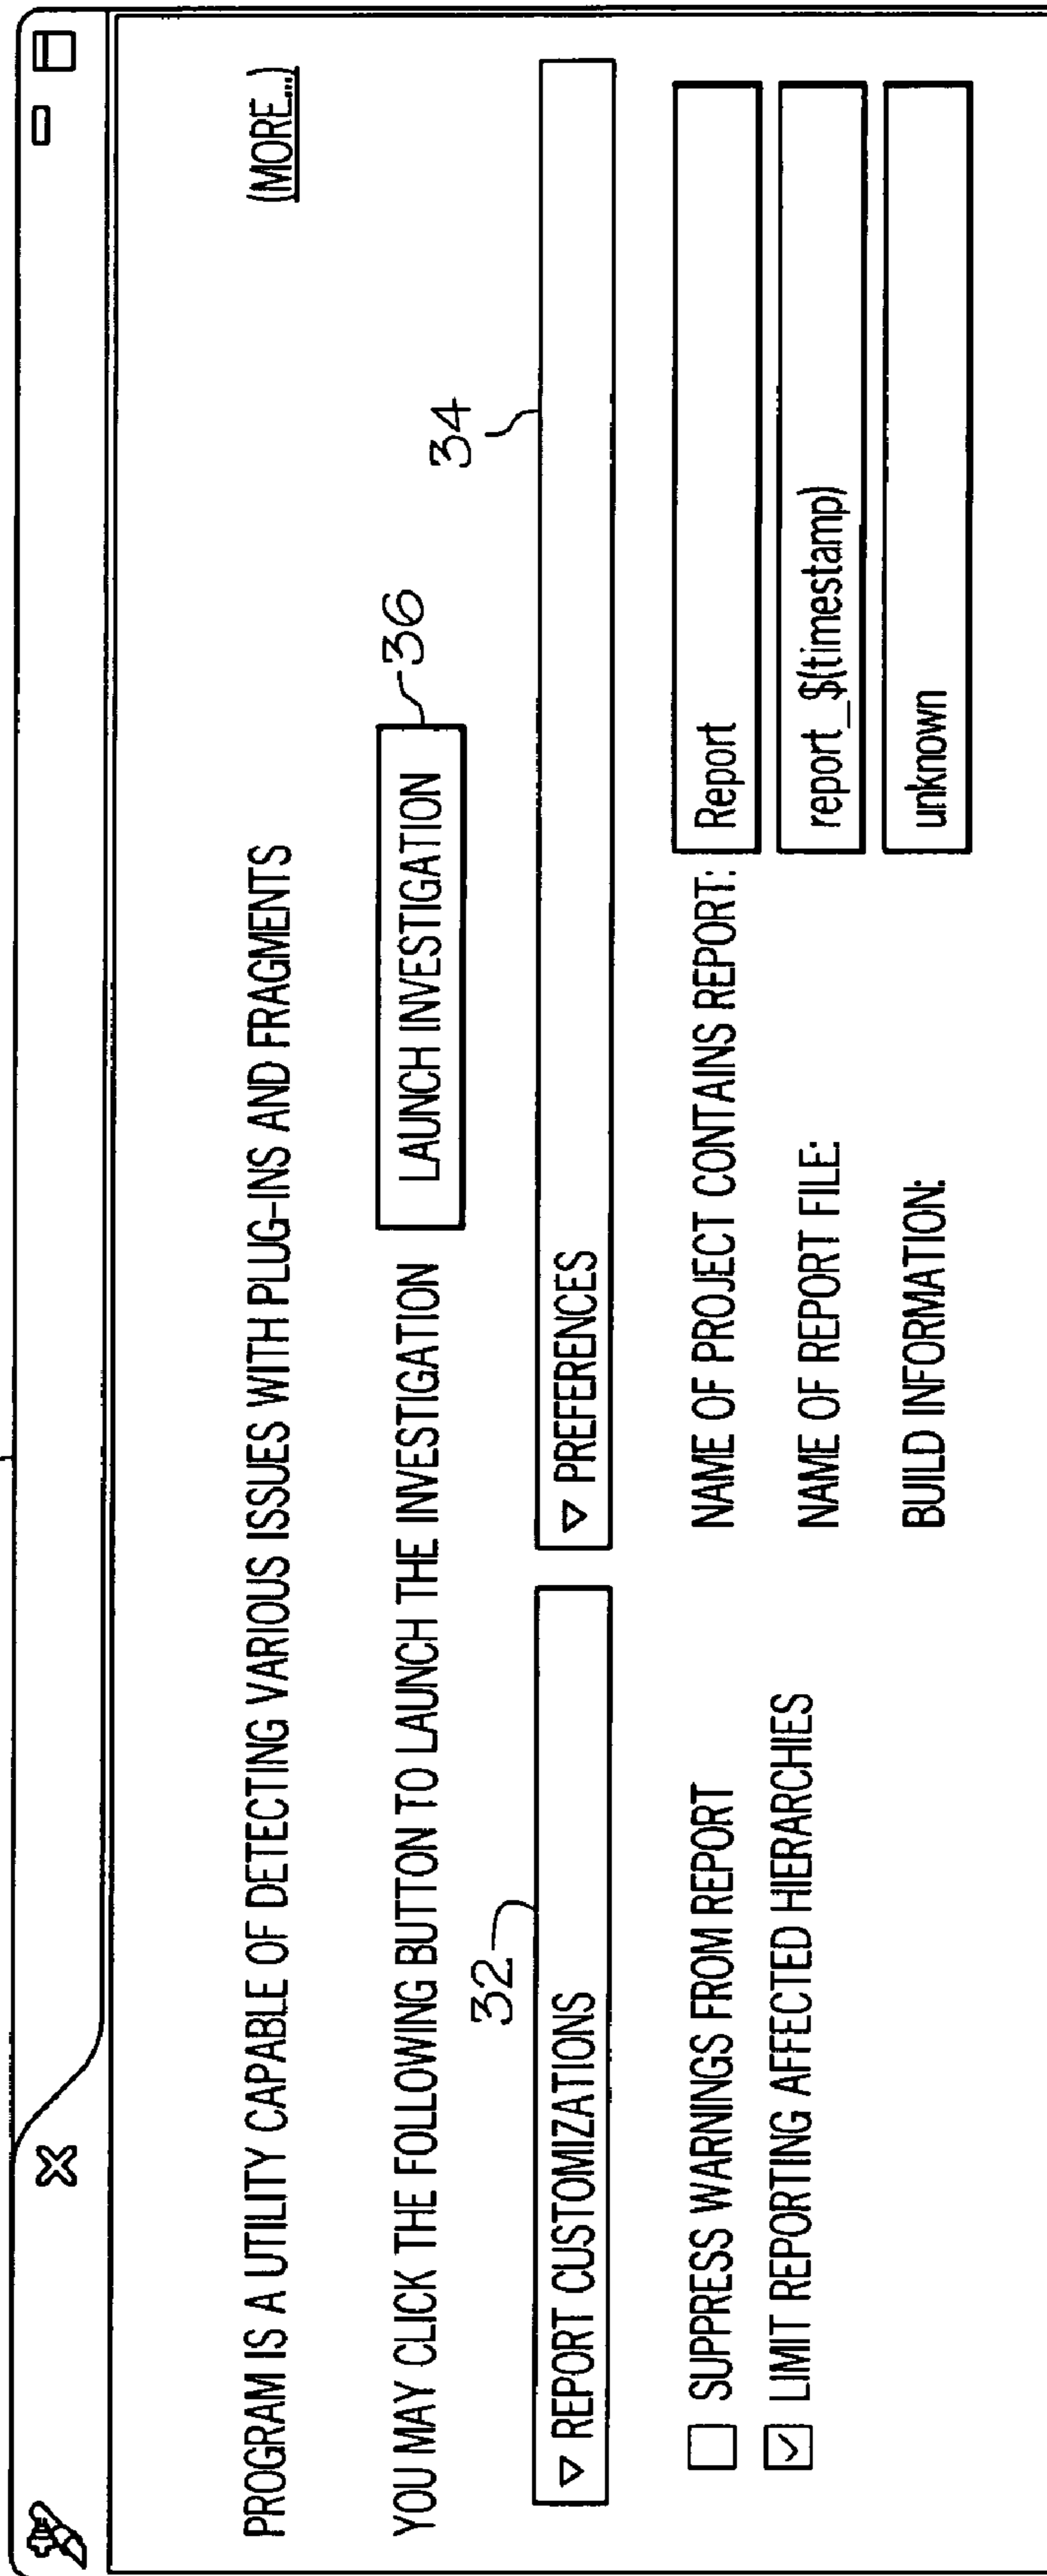 PROGRAM IS A UTILITY CAPABLE OF DETECTING VARIOUS ISSUES WITH PLUG-INS AND FRAGMENTS
(MORE...)
YOU MAY CLICK THE FOLLOWING BUTTON TO LAUNCH THE INVESTIGATION
LAUNCH INVESTIGATION
36
32
34
REPORT CUSTOMIZATIONS
PREFERENCES
SUPPRESS WARNINGS FROM REPORT
LIMIT REPORTING AFFECTED HIERARCHIES
NAME OF PROJECT CONTAINS REPORT:
Report
NAME OF REPORT FILE:
report_$(timestamp)
BUILD INFORMATION:
unknown